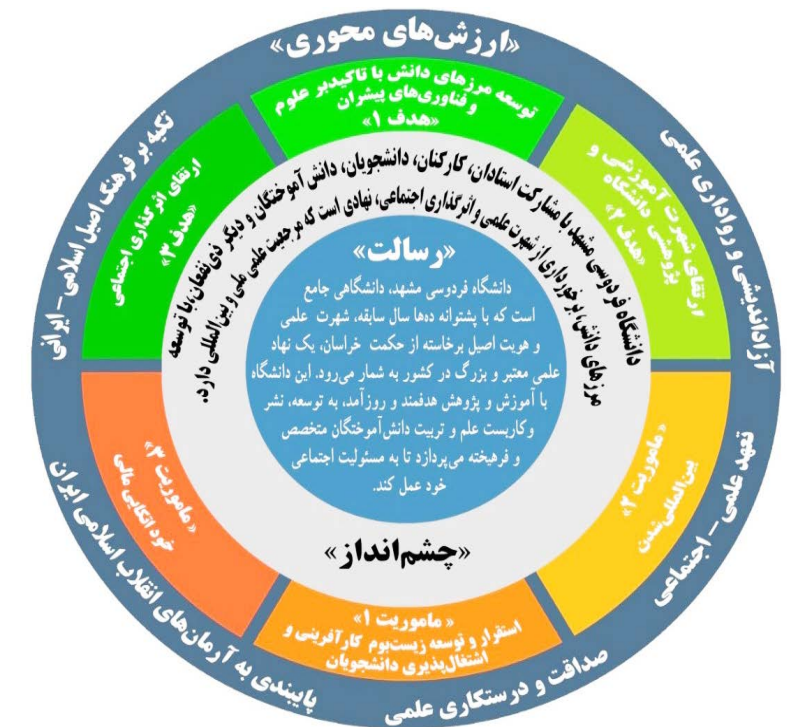 «ارزش‌های محوری»
آزاداندیشی و رواداری علمی
تعهد علمی - اجتماعی
صداقت و درستکاری علمی
پایبندی به آرمان‌های انقلاب اسلامی ایران
تکیه بر فرهنگ اصیل اسلامی - ایرانی
توسعه مرزهای دانش با تاکیدبر علوم
و فناوری‌های پیشران
«هدف ۱»
ارتقای شهرت آموزشی و
پژوهشی دانشگاه
«هدف ۲»
ارتقای اثرگذاری اجتماعی
«هدف ۳»
دانشگاه فردوسی مشهد با مشارکت استادان، کارکنان، دانشجویان، دانش آموختگان و دیگر ذی‌نفعان،با توسعه
مرزهای دانش، برخورداری از شهرت علمی و اثرگذاری اجتماعی، نهادی است که مرجعیت علمی ملی و بین‌المللی دارد.
«رسالت»
دانشگاه فردوسی مشهد، دانشگاهی جامع
است که با پشتوانه ده‌ها سال سابقه، شهرت علمی
و هویت اصیل برخاسته از حکمت خراسان، یک نهاد
علمی معتبر و بزرگ در کشور به شمار می‌رود. این دانشگاه
با آموزش و پژوهش هدفمند و روزآمد، به توسعه، نشر
وکاربست علم و تربیت دانش‌آموختگان متخصص
و فرهیخته می‌پردازد تا به مسئولیت اجتماعی
خود عمل کند.
«چشم‌انداز»
« ماموریت ۱»
استقرار و توسعه زیست‌بوم کارآفرینی و
اشتغال‌پذیری دانشجویان
« ماموریت ۲»
بین‌المللی‌شدن
« ماموریت ۳»
خود اتکایی مالی